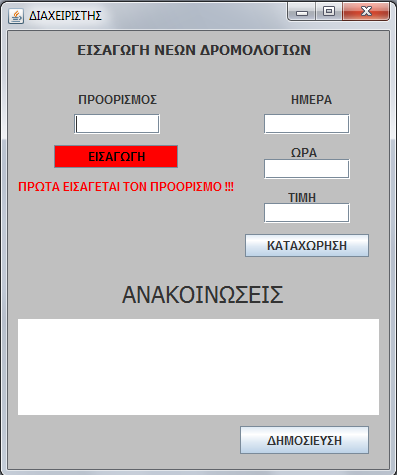 ΔΙΑΧΕΙΡΙΣΤΗΣ
ΕΙΣΑΓΩΓΗ ΝΕΩΝ ΔΡΟΜΟΛΟΓΙΩΝ
ΠΡΟΟΡΙΣΜΟΣ
ΗΜΕΡΑ
ΕΙΣΑΓΩΓΗ
ΩΡΑ
ΠΡΩΤΑ ΕΙΣΑΓΕΤΑΙ ΤΟΝ ΠΡΟΟΡΙΣΜΟ !!!
ΤΙΜΗ
ΚΑΤΑΧΩΡΗΣΗ
ΑΝΑΚΟΙΝΩΣΕΙΣ
ΔΗΜΟΣΙΕΥΣΗ